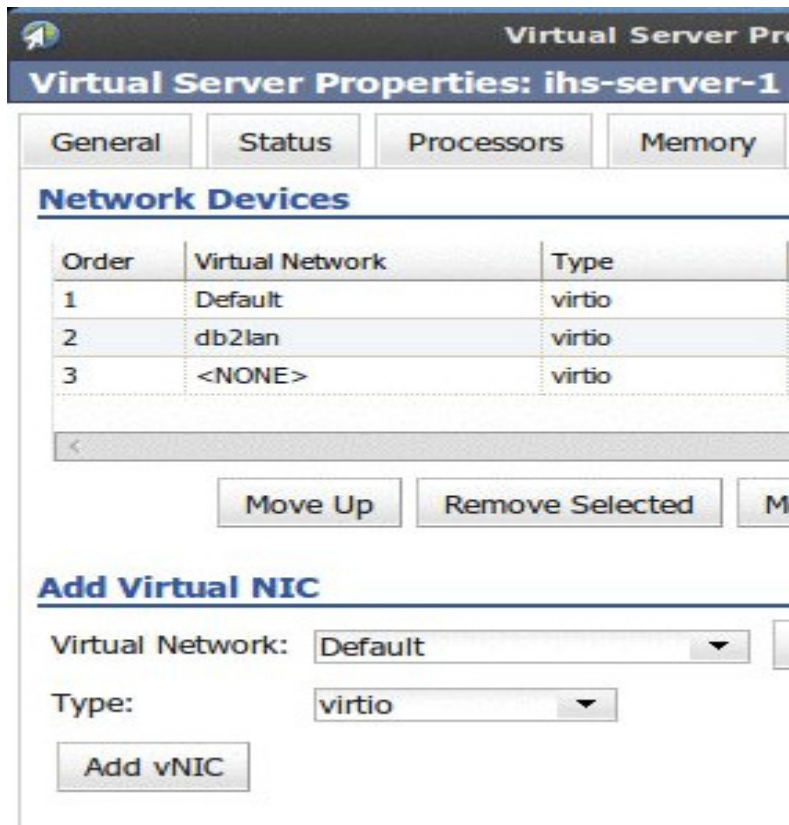 Virtual Server Pr
Virtual Server Properties: ihs-server-1
General Status Processors Memory
Network Devices
Order Virtual Network Type
1 Default virtio
2 db2lan virtio
3 <NONE> virtio
Move Up Remove Selected M
Add Virtual NIC
Virtual Network: Default
Type: virtio
Add vNIC